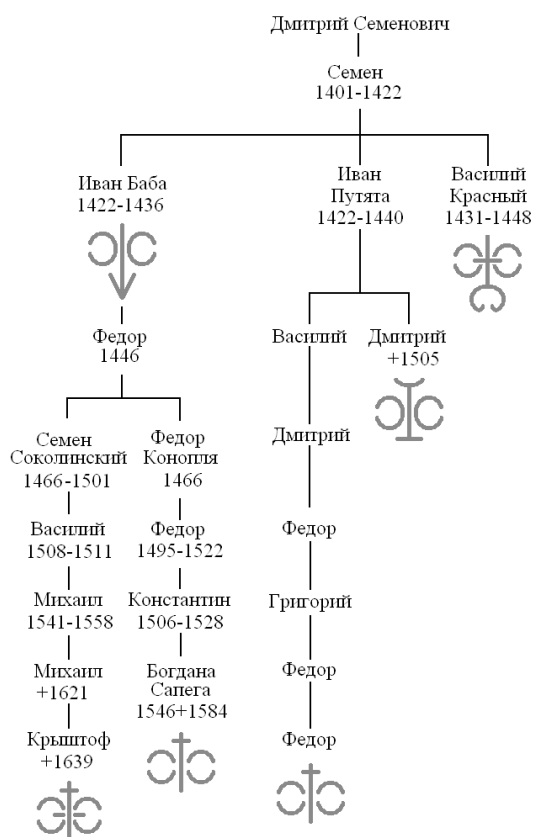 Дмитрий Семенович
Семен
1401-1422
Иван Баба
1422-1436
Иван
Путята
1422-1440
Василий
Красный
1431-1448
Федор
1446
Василий
Дмитрий
+1505
Семен
Соколинский
1466-1501
Федор
Конопля
1466
Дмитрий
Василий
1508-1511
Федор
1495-1522
Федор
Михаил
1541-1558
Константин
1506-1528
Григорий
Михаил
+1621
Богдана
Сапега
1546+1584
Федор
Крыштоф
+1639
Федор